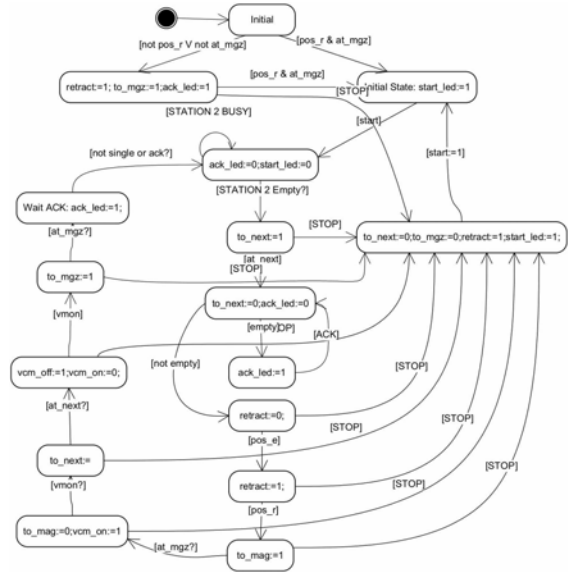 Initial
[not pos_r V not at_mgz]
[pos_r & at_mgz]
retract:=1; to_mgz:=1;ack_led:=1
[pos_r & at_mgz]
Initial State: start_led:=1
[STOP]
[STATION 2 BUSY]
[start]
[not single or ack?]
ack_led:=0;start_led:=0
[start:=1]
[STATION 2 Empty?]
Wait ACK: ack_led:=1;
to_next:=1
[STOP]
to_next:=0;to_mgz:=0;retract:=1;start_led:=1;
[at_mgz?]
[at_next]
to_mgz:=1
[STOP]
to_next:=0;ack_led:=0
[vmon]
[empty]
OP]
[ACK]
[not empty]
vcm_off:=1;vcm_on:=0;
ack_led:=1
[STOP]
[at_next?]
retract:=0;
[STOP]
[STOP]
[pos_e]
to_next:=
[STOP]
[vmon?]
retract:=1;
[STOP]
[pos_r]
to_mag:=0;vcm_on:=1
[at_mgz?]
to_mag:=1